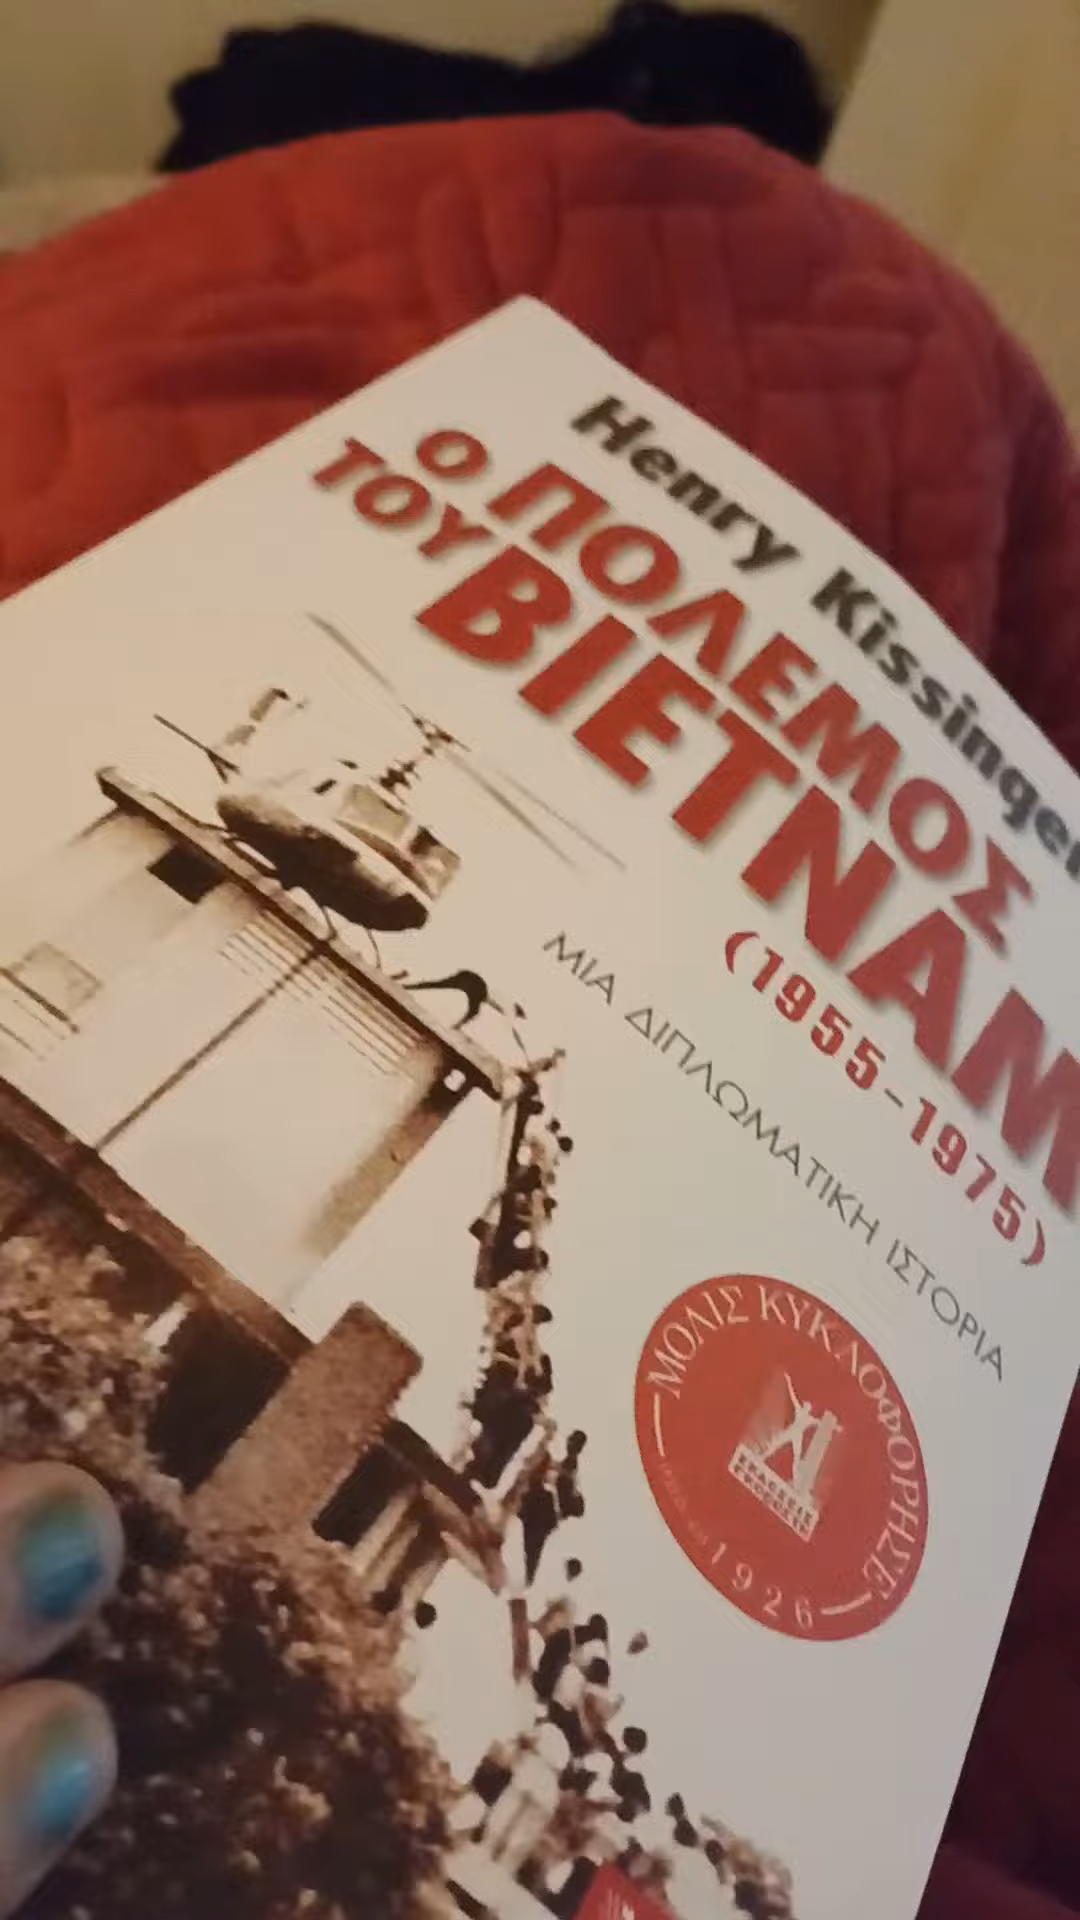 Henry Kissinger
Ο ΠΟΛΕΜΟΣ
ΤΟΥ ΒΙΕΤΝΑΜ
(1955-1975)
ΜΙΑ ΔΙΠΛΩΜΑΤΙΚΗ ΙΣΤΟΡΙΑ
ΜΟΛΙΣ ΚΥΚΛΟΦΟΡΗΣΕ
1926